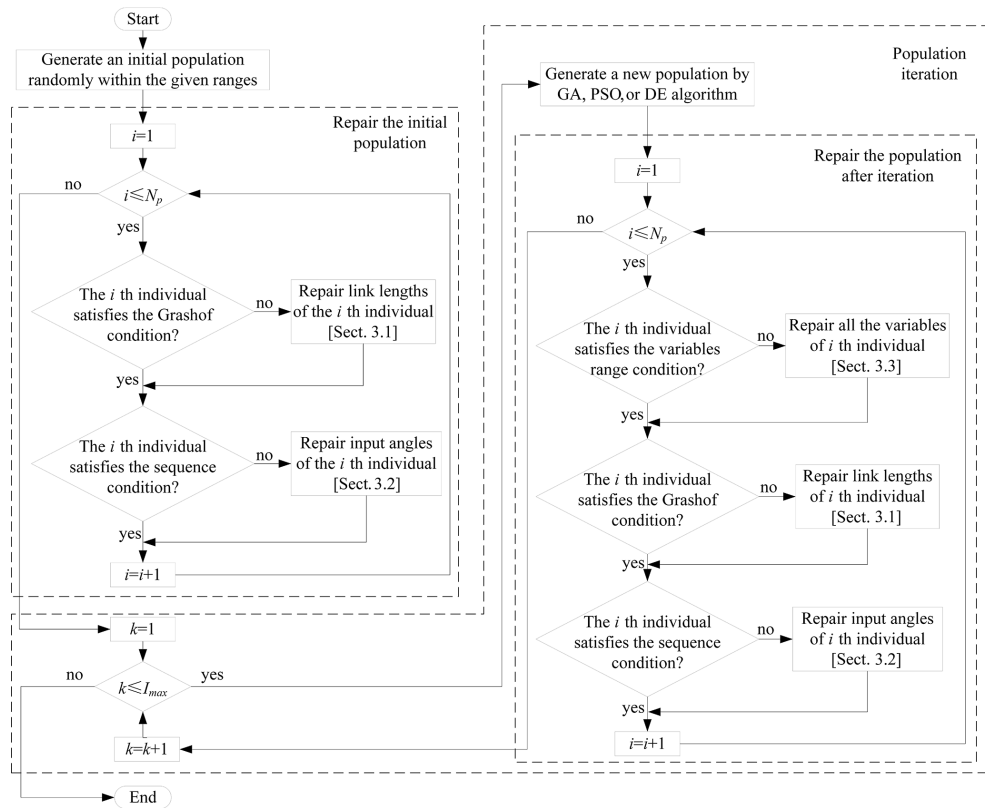 Start
Generate an initial population
randomly within the given ranges
Repair the initial
population
i=1
no
i≤Np
yes
The i th individual
satisfies the Grashof
condition?
no
Repair link lengths
of the i th individual
[Sect. 3.1]
yes
The i th individual
satisfies the sequence
condition?
no
Repair input angles
of the i th individual
[Sect. 3.2]
yes
i=i+1
k=1
no
k≤Imax
yes
k=k+1
End
Population
iteration
Generate a new population by
GA, PSO, or DE algorithm
Repair the population
after iteration
i=1
no
i≤Np
yes
The i th individual
satisfies the variables
range condition?
no
Repair all the variables
of i th individual
[Sect. 3.3]
yes
The i th individual
satisfies the Grashof
condition?
no
Repair link lengths
of i th individual
[Sect. 3.1]
yes
The i th individual
satisfies the sequence
condition?
no
Repair input angles
of i th individual
[Sect. 3.2]
yes
i=i+1